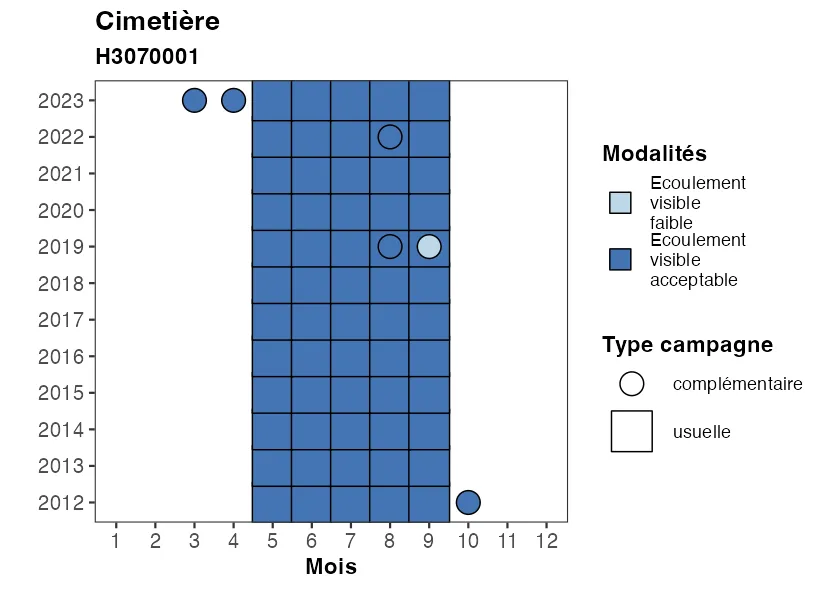 Cimetière
H3070001
2023
2022
2021
2020
2019
2018
2017
2016
2015
2014
2013
2012
1 2 3 4 5 6 7 8 9 10 11 12
Mois
Modalités
Ecoulement
visible
faible
Ecoulement
visible
acceptable
Type campagne
complémentaire
usuelle